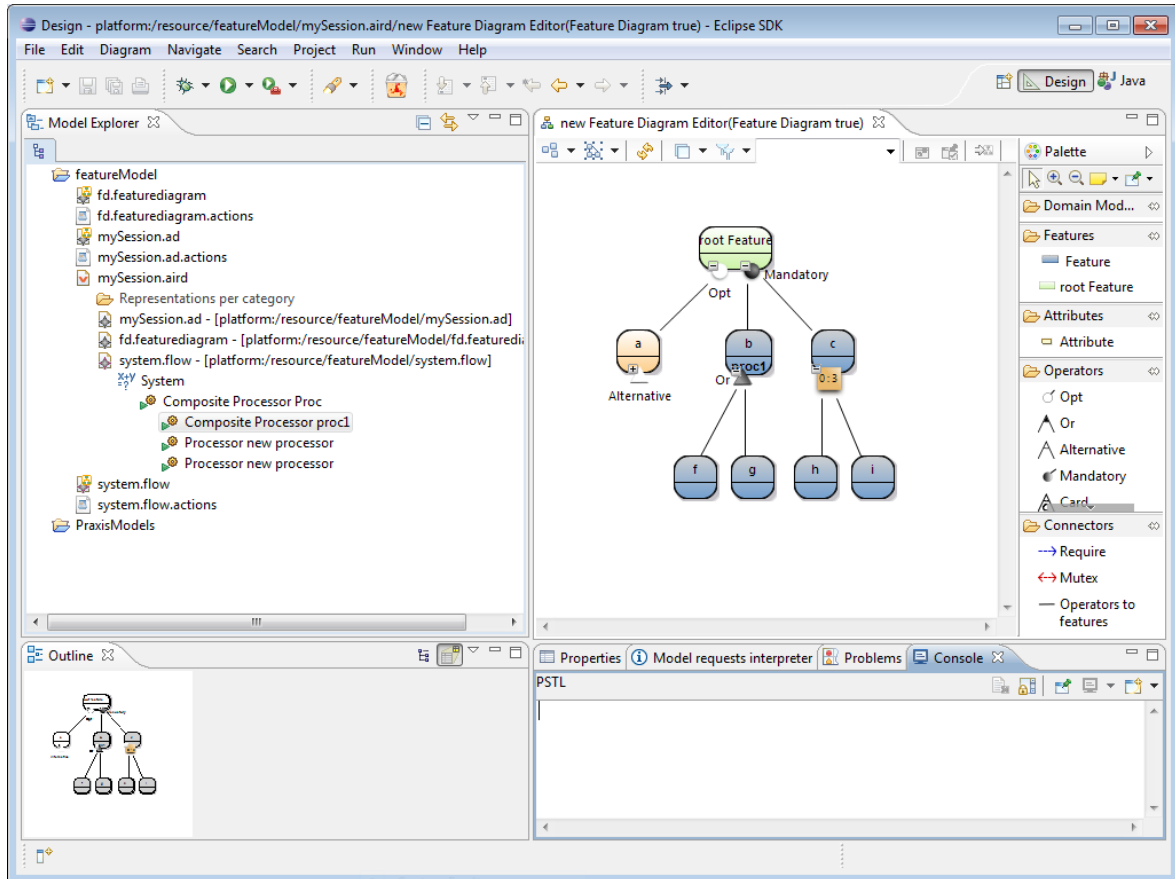 Design - platform:/resource/featureModel/mySession.aird/new Feature Diagram Editor(Feature Diagram true) - Eclipse SDK
File Edit Diagram Navigate Search Project Run Window Help
Design Java
Model Explorer
featureModel
fd.featurediagram
fd.featurediagram.actions
mySession.ad
mySession.ad.actions
mySession.aird
Representations per category
mySession.ad - [platform:/resource/featureModel/mySession.ad]
fd.featurediagram - [platform:/resource/featureModel/fd.featuredi
system.flow - [platform:/resource/featureModel/system.flow]
System
Composite Processor Proc
Composite Processor proc1
Processor new processor
Processor new processor
system.flow
system.flow.actions
PraxisModels
new Feature Diagram Editor(Feature Diagram true)
root Feature
Mandatory
Opt
a
b
c
proc1
Or
0:3
Alternative
f
g
h
i
Palette
Domain Mod...
Features
Feature
root Feature
Attributes
Attribute
Operators
Opt
Or
Alternative
Mandatory
Card
Connectors
Require
Mutex
Operators to
features
Outline
Properties Model requests interpreter Problems Console
PSTL